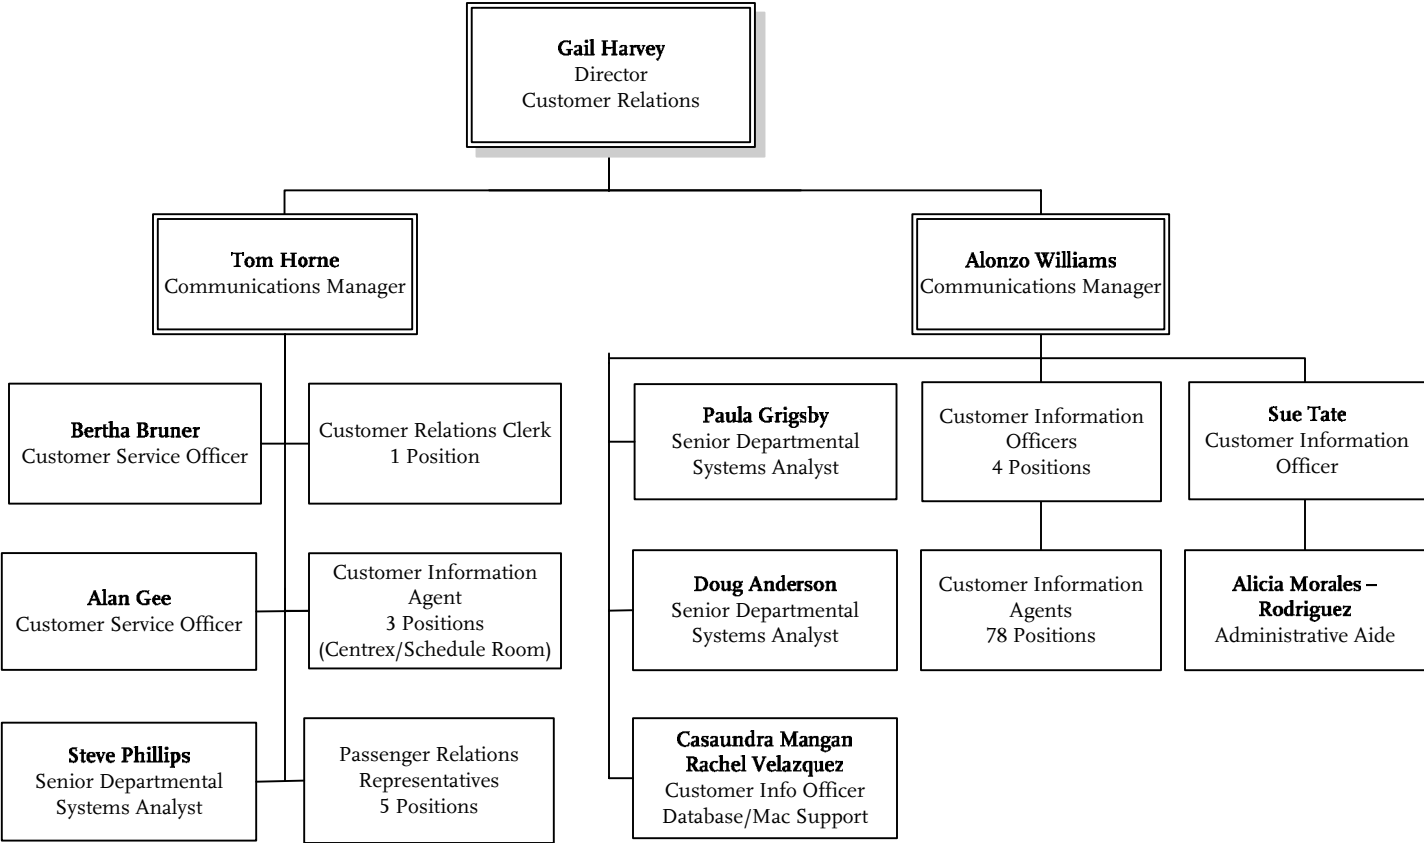 Gail Harvey
Director
Customer Relations
Tom Horne
Communications Manager
Alonzo Williams
Communications Manager
Bertha Bruner
Customer Service Officer
Customer Relations Clerk
1 Position
Paula Grigsby
Senior Departmental
Systems Analyst
Customer Information
Officers
4 Positions
Sue Tate
Customer Information
Officer
Alan Gee
Customer Service Officer
Customer Information
Agent
3 Positions
(Centrex/Schedule Room)
Doug Anderson
Senior Departmental
Systems Analyst
Customer Information
Agents
78 Positions
Alicia Morales –
Rodriguez
Administrative Aide
Steve Phillips
Senior Departmental
Systems Analyst
Passenger Relations
Representatives
5 Positions
Casaundra Mangan
Rachel Velazquez
Customer Info Officer
Database/Mac Support